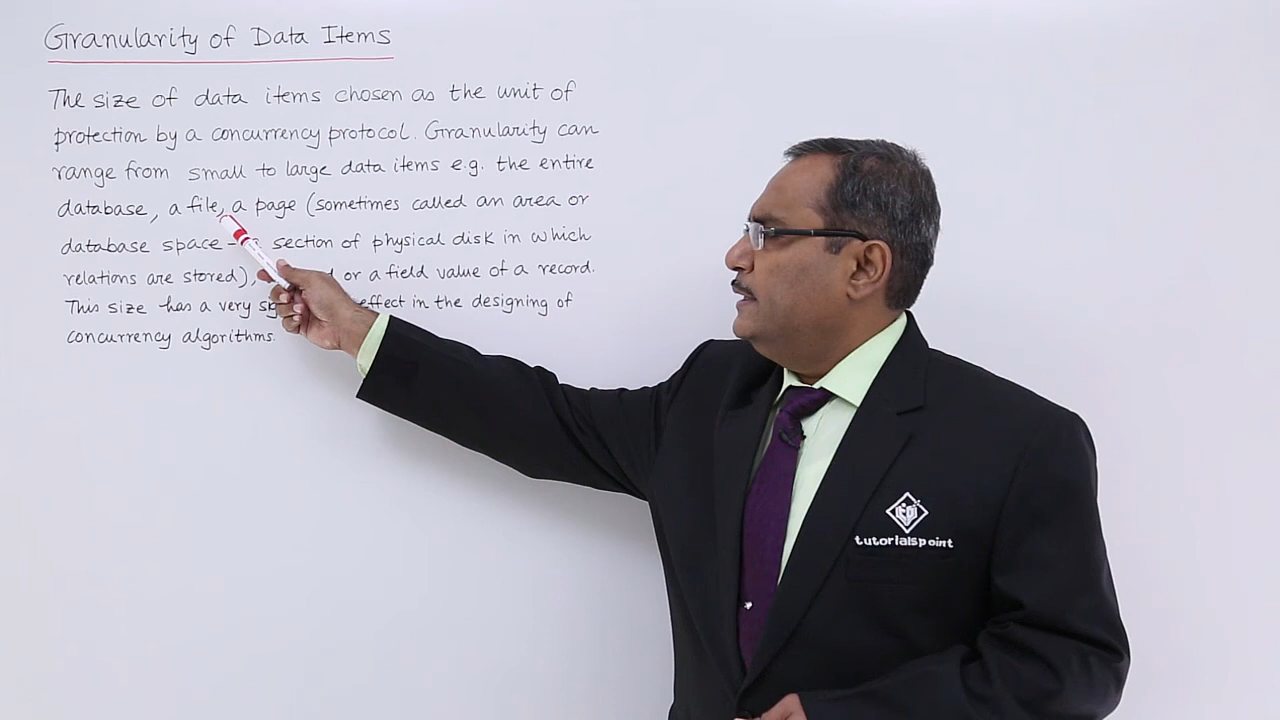 Granularity of Data Items
The size of data items chosen as the unit of
protection by a concurrency protocol. Granularity can
range from small to large data items e.g. the entire
database, a file, a page (sometimes called an area or
database space - section of physical disk in which
relations are stored), or a field value of a record.
This size has a very effect in the designing of
concurrency algorithms.
tutorialspoint